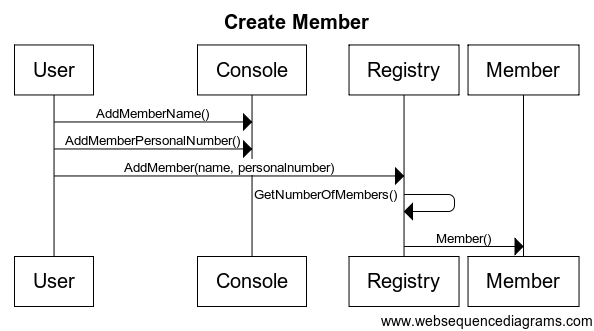 Create Member
User Console Registry Member
AddMemberName()
AddMemberPersonalNumber()
AddMember(name, personalnumber)
GetNumberOfMembers()
Member()
User Console Registry Member
www.websequencediagrams.com